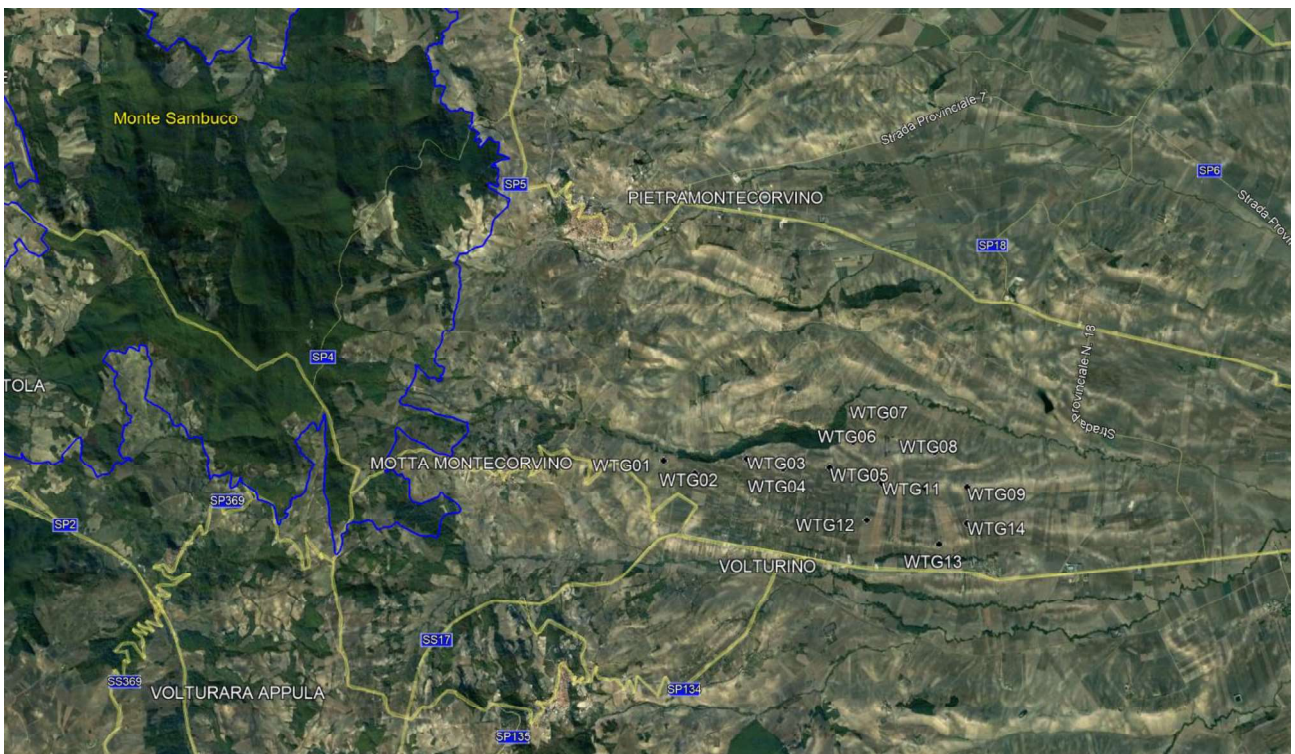 Monte Sambuco
Strada Provinciale 7
SP5
PIETRAMONTECORVINO
SP6
Strada Provin
SP18
SP4
Strada Provinciale N. 18
TOLA
WTG07
WTG06
WTG08
MOTTA MONTECORVINO
WTG01
WTG02
WTG03
WTG04
WTG05
WTG11
WTG09
SP369
SP2
WTG12
WTG14
WTG13
VOLTURINO
SS17
SS369
VOLTURARA APPULA
SP134
SP135